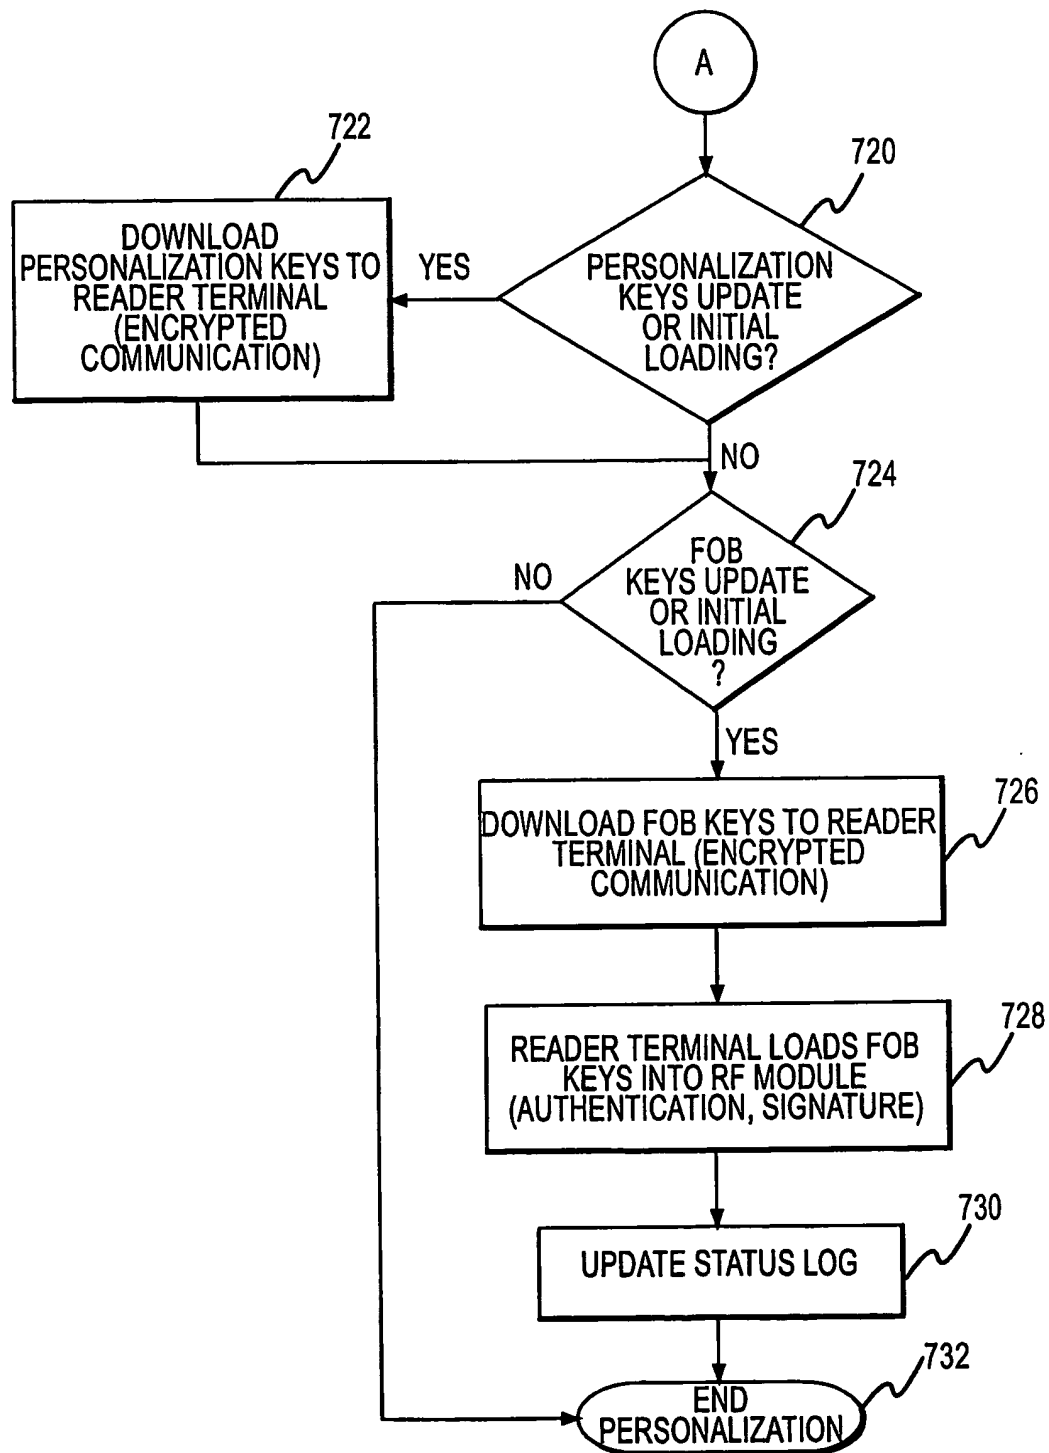 A
720
722
PERSONALIZATION
KEYS UPDATE
OR INITIAL
LOADING?
YES
DOWNLOAD
PERSONALIZATION KEYS TO
READER TERMINAL
(ENCRYPTED
COMMUNICATION)
NO
724
FOB
KEYS UPDATE
OR INITIAL
LOADING
?
NO
YES
726
DOWNLOAD FOB KEYS TO READER
TERMINAL (ENCRYPTED
COMMUNICATION)
728
READER TERMINAL LOADS FOB
KEYS INTO RF MODULE
(AUTHENTICATION, SIGNATURE)
730
UPDATE STATUS LOG
732
END
PERSONALIZATION